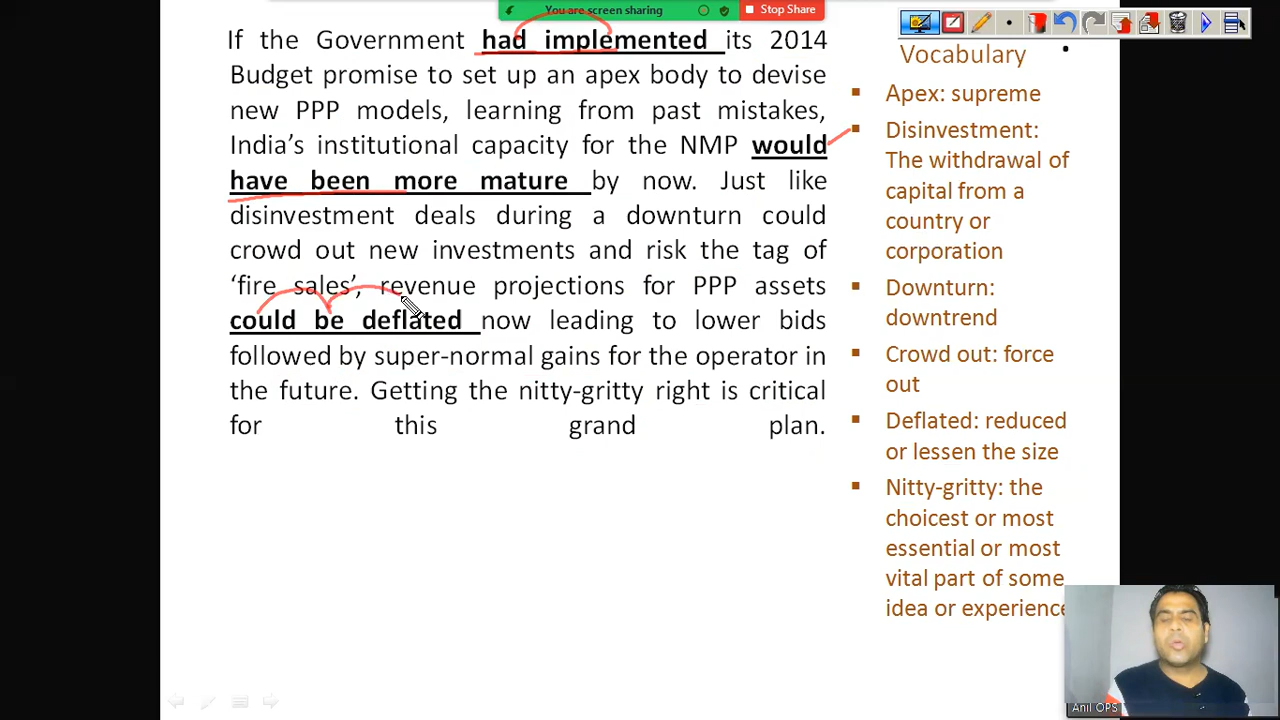 You are screen sharing
Stop Share
If the Government had implemented its 2014
Budget promise to set up an apex body to devise
new PPP models, learning from past mistakes,
India’s institutional capacity for the NMP would
have been more mature by now. Just like
disinvestment deals during a downturn could
crowd out new investments and risk the tag of
‘fire sales’, revenue projections for PPP assets
could be deflated now leading to lower bids
followed by super-normal gains for the operator in
the future. Getting the nitty-gritty right is critical
for this grand plan.
Vocabulary
▪ Apex: supreme
▪ Disinvestment:
The withdrawal of
capital from a
country or
corporation
▪ Downturn:
downtrend
▪ Crowd out: force
out
▪ Deflated: reduced
or lessen the size
▪ Nitty-gritty: the
choicest or most
essential or most
vital part of some
idea or experience
Anil OPS